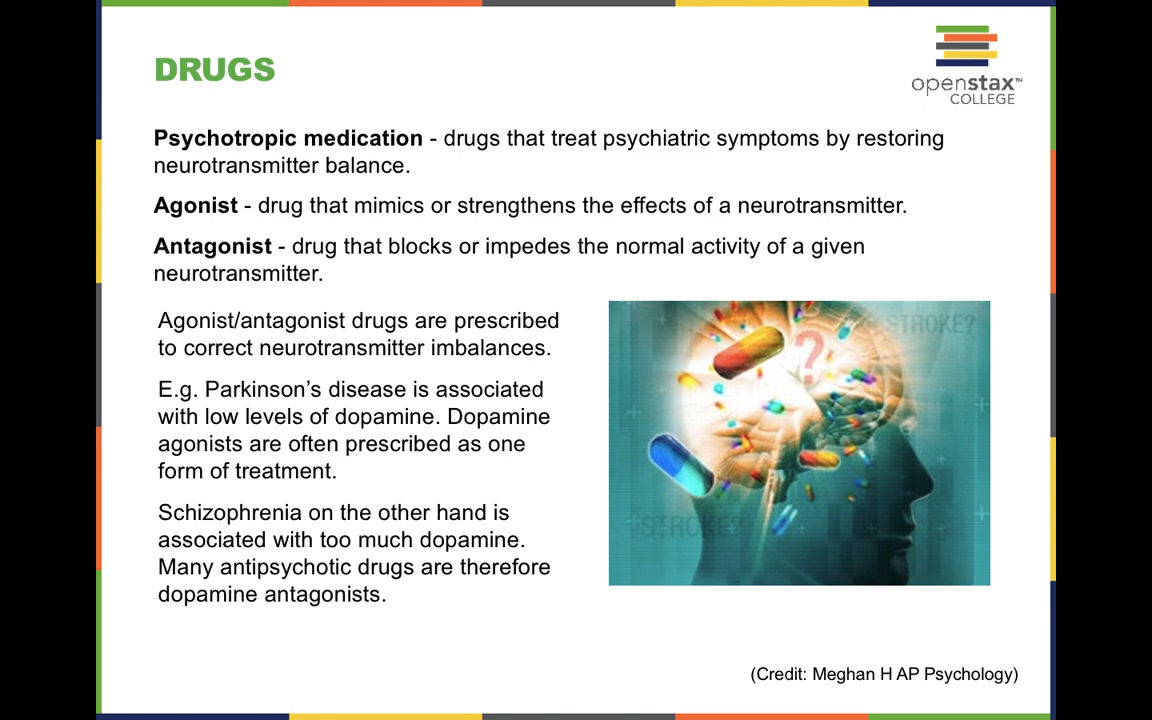 DRUGS
openstax™
COLLEGE
Psychotropic medication - drugs that treat psychiatric symptoms by restoring
neurotransmitter balance.
Agonist - drug that mimics or strengthens the effects of a neurotransmitter.
Antagonist - drug that blocks or impedes the normal activity of a given
neurotransmitter.
Agonist/antagonist drugs are prescribed
to correct neurotransmitter imbalances.
E.g. Parkinson’s disease is associated
with low levels of dopamine. Dopamine
agonists are often prescribed as one
form of treatment.
Schizophrenia on the other hand is
associated with too much dopamine.
Many antipsychotic drugs are therefore
dopamine antagonists.
STROKE?
?
STROKE?
(Credit: Meghan H AP Psychology)